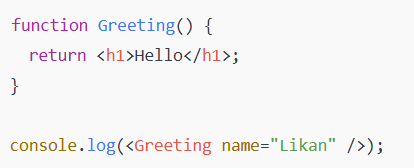 function Greeting() {
  return <h1>Hello</h1>;
}
console.log(<Greeting name="Likan" />);